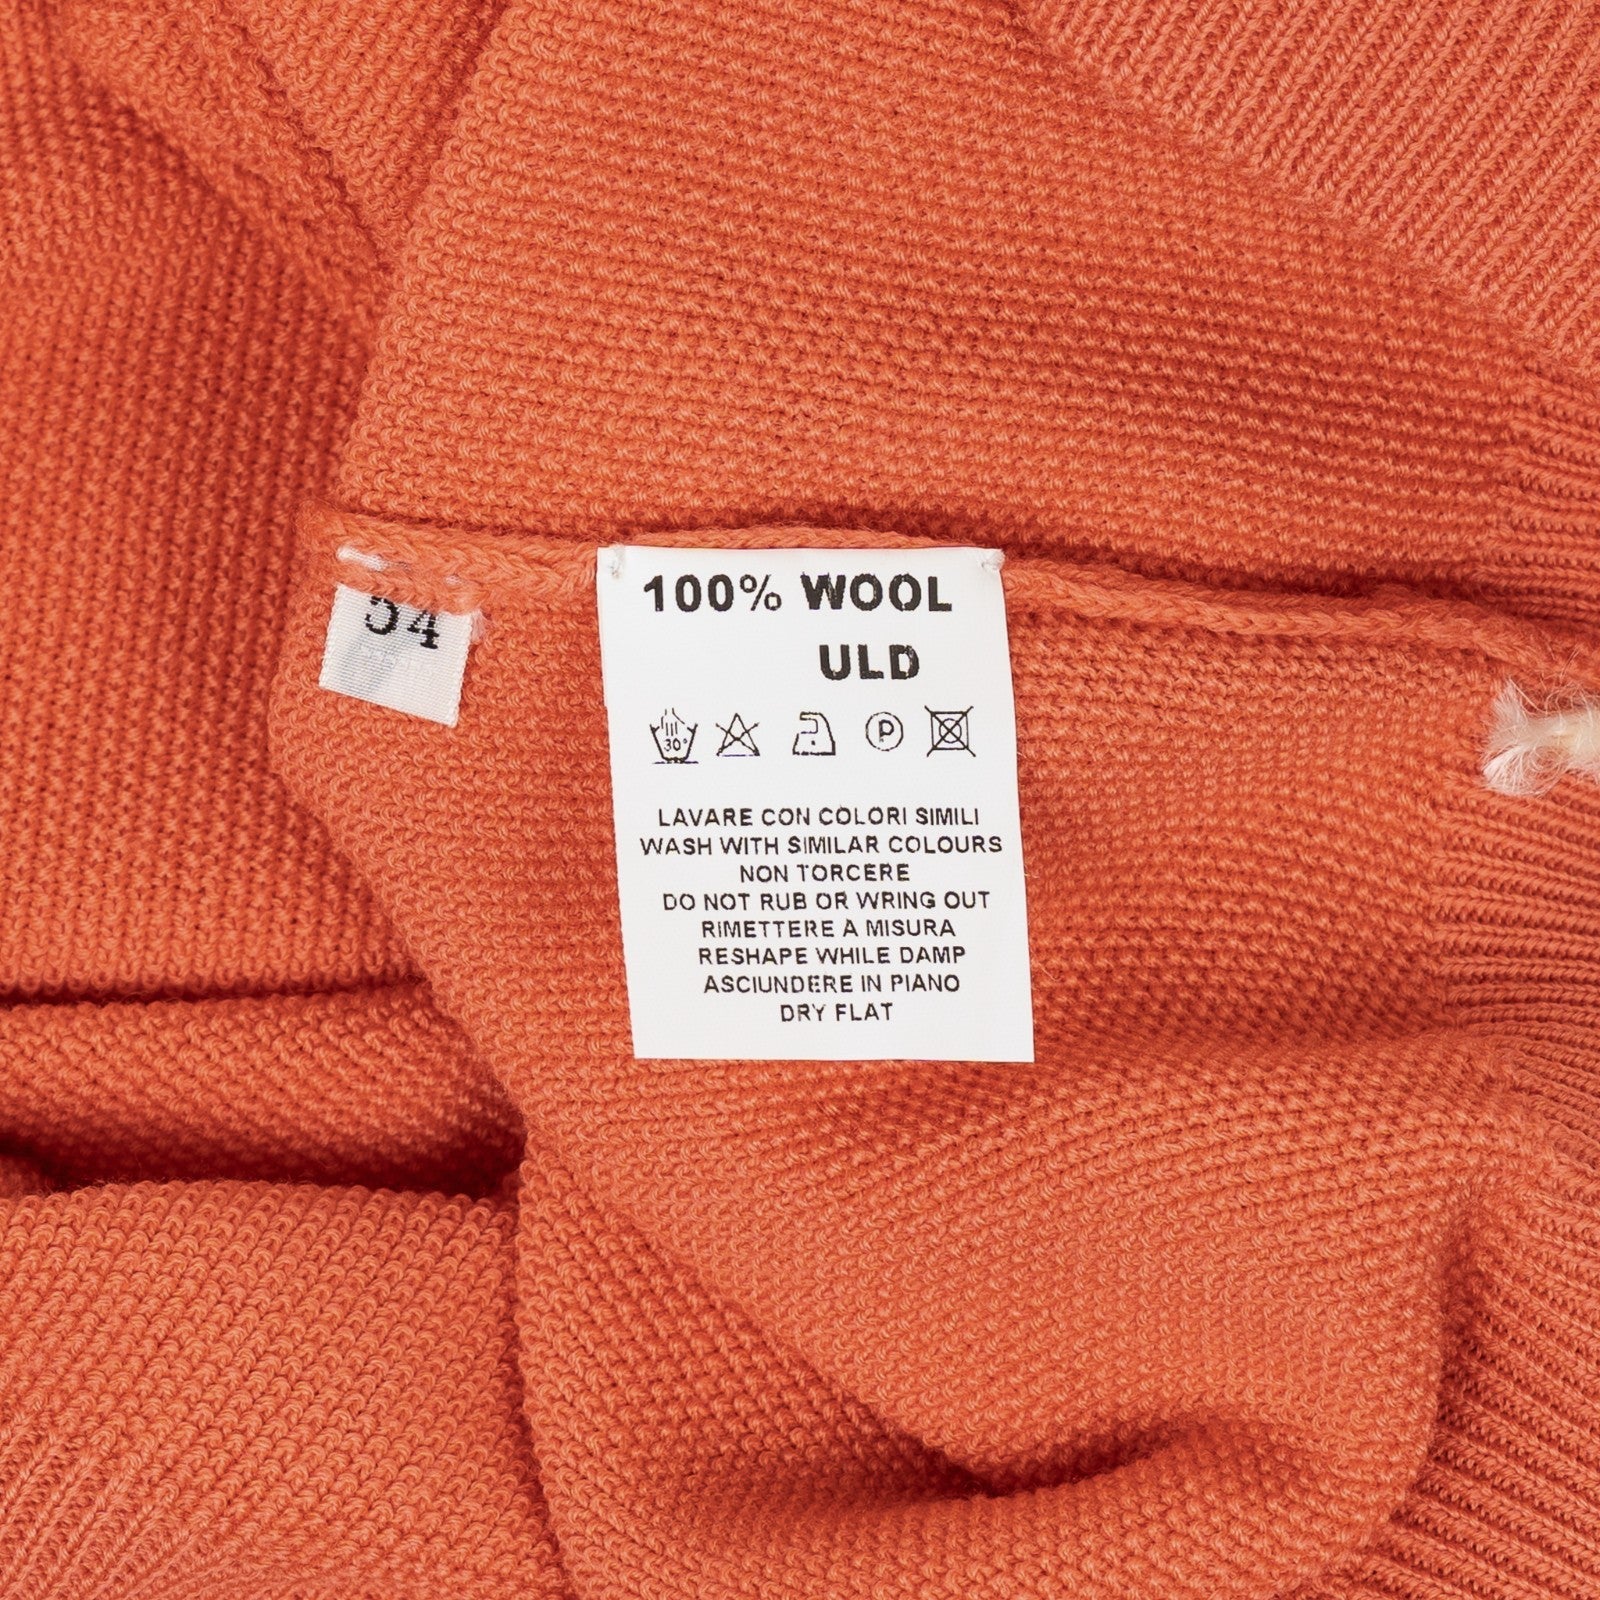 54
100% WOOL
ULD
30°
P
LAVARE CON COLORI SIMILI
WASH WITH SIMILAR COLOURS
NON TORCERE
DO NOT RUB OR WRING OUT
RIMETTERE A MISURA
RESHAPE WHILE DAMP
ASCIUNDERE IN PIANO
DRY FLAT